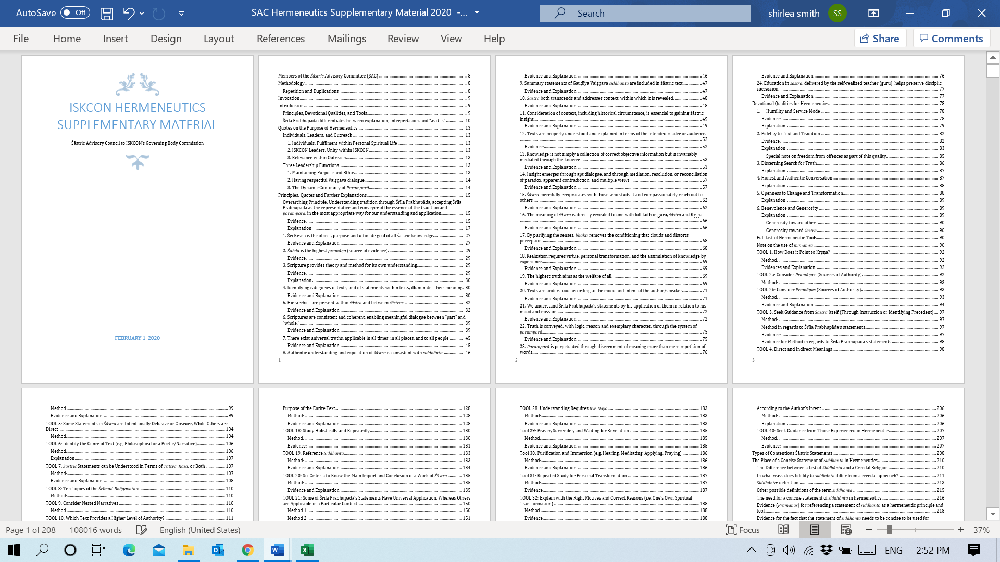 AutoSave Off SAC Hermeneutics Supplementary Material 2020 -... Search shirlea smith SS
File Home Insert Design Layout References Mailings Review View Help Share Comments
ISKCON HERMENEUTICS
SUPPLEMENTARY MATERIAL
Śāstric Advisory Council to ISKCON's Governing Body Commission
FEBRUARY 1, 2020
Members of the Śāstric Advisory Committee (SAC) 8
Methodology 8
Repetition and Duplications 8
Invocation 9
Introduction 9
Principles, Devotional Qualities, and Tools 9
Śrīla Prabhupāda differentiates between explanation, interpretation, and "as it is" 10
Quotes on the Purpose of Hermeneutics 13
Individuals, Leaders, and Outreach 13
1. Individuals: Fulfilment within Personal Spiritual Life 13
2. ISKCON Leaders: Unity within ISKCON 13
3. Relevance within Outreach 13
Three Leadership Functions 13
1. Maintaining Purpose and Ethos 13
2. Having respectful Vaiṣṇava dialogue 14
3. The Dynamic Continuity of Paramparā 14
Principles: Quotes and Further Explanations 15
Overarching Principle: Understanding tradition through Śrīla Prabhupāda, accepting Śrīla
Prabhupāda as the representative and conveyer of the essence of the tradition and
paramparā, in the most appropriate way for our understanding and application. 15
Evidence: 15
Explanation: 17
1. Śrī Kṛṣṇa is the object, purpose and ultimate goal of all śāstric knowledge. 27
Evidence and Explanation: 27
2. Śabda is the highest pramāṇa (source of evidence). 29
Evidence: 29
3. Scripture provides theory and method for its own understanding. 29
Evidence: 29
Explanation 30
4. Identifying categories of texts, and of statements within texts, illuminates their meaning. 30
Evidence and Explanation: 30
5. Hierarchies are present within śāstra and between śāstras. 32
Evidence and Explanation: 32
6. Scriptures are consistent and coherent, enabling meaningful dialogue between "part" and
"whole." 39
Evidence and Explanation: 39
7. There exist universal truths, applicable in all times, in all places, and to all people. 45
Evidence and Explanation: 45
8. Authentic understanding and exposition of śāstra is consistent with siddhānta. 46
1
Evidence and Explanation: 46
9. Summary statements of Gauḍīya Vaiṣṇava siddhānta are included in śāstric text 47
Evidence and Explanation: 47
10. Śāstra both transcends and addresses context, within which it is revealed. 48
Evidence and Explanation: 48
11. Consideration of context, including historical circumstance, is essential to gaining śāstric
insight. 49
Evidence and Explanation: 49
12. Texts are properly understood and explained in terms of the intended reader or audience.
52
Evidence: 52
13. Knowledge is not simply a collection of correct objective information but is invariably
mediated through the knower 53
Evidence and Explanation: 53
14. Insight emerges through apt dialogue, and through mediation, resolution, or reconciliation
of paradox, apparent contradiction, and multiple views. 57
Evidence and Explanation: 57
15. Śāstra mercifully reciprocates with those who study it and compassionately reach out to
others. 62
Evidence and Explanation: 62
16. The meaning of śāstra is directly revealed to one with full faith in guru, śāstra and Kṛṣṇa.
66
Evidence and Explanation: 66
17. By purifying the senses, bhakti removes the conditioning that clouds and distorts
perception. 68
Evidence and Explanation: 68
18. Realization requires virtue, personal transformation, and the assimilation of knowledge by
experience. 69
Evidence and Explanation: 69
19. The highest truth aims at the welfare of all. 69
Evidence and Explanation: 69
20. Texts are understood according to the mood and intent of the author/speaker. 71
Evidence and Explanation: 71
21. We understand Śrīla Prabhupāda's statements by his application of them in relation to his
mood and mission. 72
Evidence and Explanation: 72
22. Truth is conveyed, with logic, reason and exemplary character, through the system of
paramparā. 75
Evidence and Explanation: 75
23. Paramparā is perpetuated through discernment of meaning more than mere repetition of
words. 76
2
Evidence and Explanation: 76
24. Education in śāstra, delivered by the self-realized teacher (guru), helps preserve disciplic
succession. 77
Evidence and Explanation: 77
Devotional Qualities for Hermeneutics 78
1. Humility and Service Mode 78
Evidence: 78
Explanation: 79
2. Fidelity to Text and Tradition 82
Evidence: 82
Explanation: 83
Special note on freedom from offences as part of this quality 85
3. Discerning Search for Truth 86
Explanation: 87
4. Honest and Authentic Conversation 87
Explanation: 88
5. Openness to Change and Transformation 88
Explanation: 89
6. Benevolence and Generosity 89
Explanation: 89
Generosity toward others 90
Generosity toward śāstra 90
Full List of Hermeneutic Tools 90
Note on the use of mīmāṁsā 90
TOOL 1: How Does it Point to Kṛṣṇa? 92
Method: 92
Evidences and Explanation: 92
TOOL 2a: Consider Pramāṇas (Sources of Authority) 92
Method: 93
TOOL 2b: Consider Pramāṇas (Sources of Authority) 93
Method: 93
Evidence and Explanation: 94
TOOL 3: Seek Guidance from Śāstra Itself (Through Instruction or Identifying Precedent) 97
Method: 97
Method in regards to Śrīla Prabhupāda's statements 97
Evidence: 97
Evidence for Method in regards to Śrīla Prabhupāda's statements 98
TOOL 4: Direct and Indirect Meanings 98
3
Method: 99
Evidence and Explanation: 99
TOOL 5: Some Statements in Śāstra are Intentionally Delusive or Obscure, While Others are
Direct 104
Method: 104
TOOL 6: Identify the Genre of Text (e.g. Philosophical or a Poetic/Narrative) 106
Method: 106
Explanation: 107
TOOL 7: Śāstric Statements can be Understood in Terms of Tattva, Rasa, or Both 107
Method: 107
Evidence and Explanation: 108
TOOL 8: Ten Topics of the Śrīmad-Bhāgavatam 110
Method: 110
TOOL 9: Consider Nested Narratives 110
Method: 110
TOOL 10: Which Text Provides a Higher Level of Authority? 111
Purpose of the Entire Text 128
Method: 128
Evidence and Explanation: 128
TOOL 18: Study Holistically and Repeatedly 130
Method: 130
Evidence: 131
TOOL 19: Reference Siddhānta 133
Method: 133
Evidence and Explanation: 134
TOOL 20: Six Criteria to Know the Main Import and Conclusion of a Work of Śāstra 135
Method: 135
Evidence and Explanation: 135
TOOL 21: Some of Śrīla Prabhupāda's Statements Have Universal Application, Whereas Others
are Applicable in a Particular Context 150
Method 1: 150
Method 2: 151
TOOL 28: Understanding Requires Jīve Dayā 183
Method: 183
Evidence and Explanation: 183
Tool 29: Prayer, Surrender, and Waiting for Revelation 185
Method: 185
Evidence and Explanation: 185
Tool 30: Purification and Immersion (e.g. Hearing, Meditating, Applying, Praying) 186
Method: 186
Evidence and Explanation: 186
Tool 31: Repeated Study for Personal Transformation 187
Method: 187
Evidence: 187
TOOL 32: Explain with the Right Motives and Correct Reasons (i.e. One's Own Spiritual
Transformation) 188
Method: 188
Evidence: 188
According to the Author's Intent 206
Method: 206
Explanation: 206
TOOL 40: Seek Guidance from Those Experienced in Hermeneutics 207
Method: 207
Evidence: 207
Types of Contentious Śāstric Statements 208
The Place of a Concise Statement of Siddhānta in Hermeneutics 210
The Difference between a List of Siddhānta and a Creedal Religion 210
In what ways does fidelity to siddhānta differ from a creedal approach? 211
Siddhānta: definition 213
Other possible definitions of the term siddhānta 215
The need for a concise statement of siddhānta in hermeneutics 216
Evidence (Pramāṇas) for referencing a statement of siddhānta as a hermeneutic principle and
tool 218
Evidence for the fact that the statement of siddhānta needs to be concise to be used for
Page 1 of 208 108016 words English (United States) Focus 37%
ENG 2:52 PM